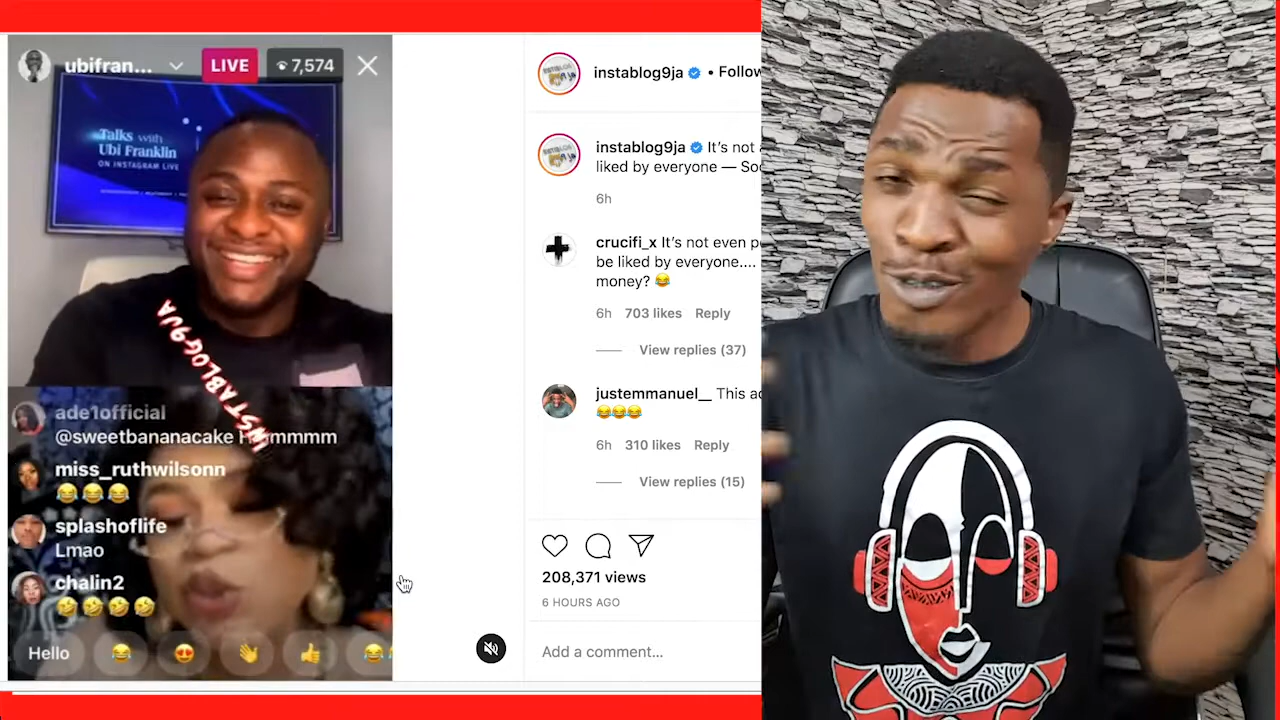 ubifran...
LIVE
7,574
Talks with
Ubi Franklin
ON INSTAGRAM LIVE
INSTABLOG9JA
ade1official
@sweetbananacake Hmmmmm
miss_ruthwilsonn
😂😂😂
splashoflife
Lmao
chalin2
🤣🤣🤣🤣
Hello
instablog9ja • Follow
instablog9ja It's not
liked by everyone —
6h
crucifi_x It's not even
be liked by everyone....
money? 😂
6h 703 likes Reply
View replies (37)
justemmanuel__ This
😂😂😂
6h 310 likes Reply
View replies (15)
208,371 views
6 HOURS AGO
Add a comment...